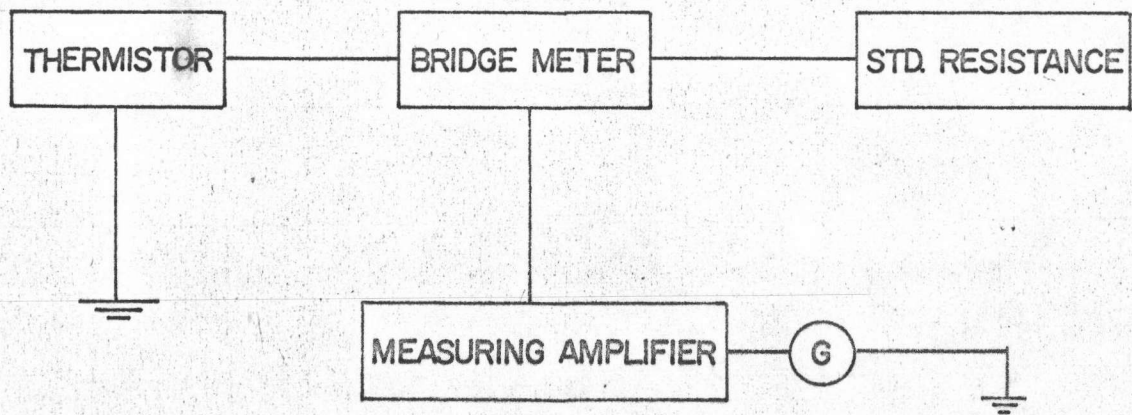 THERMISTOR
BRIDGE METER
STD. RESISTANCE
MEASURING AMPLIFIER
G